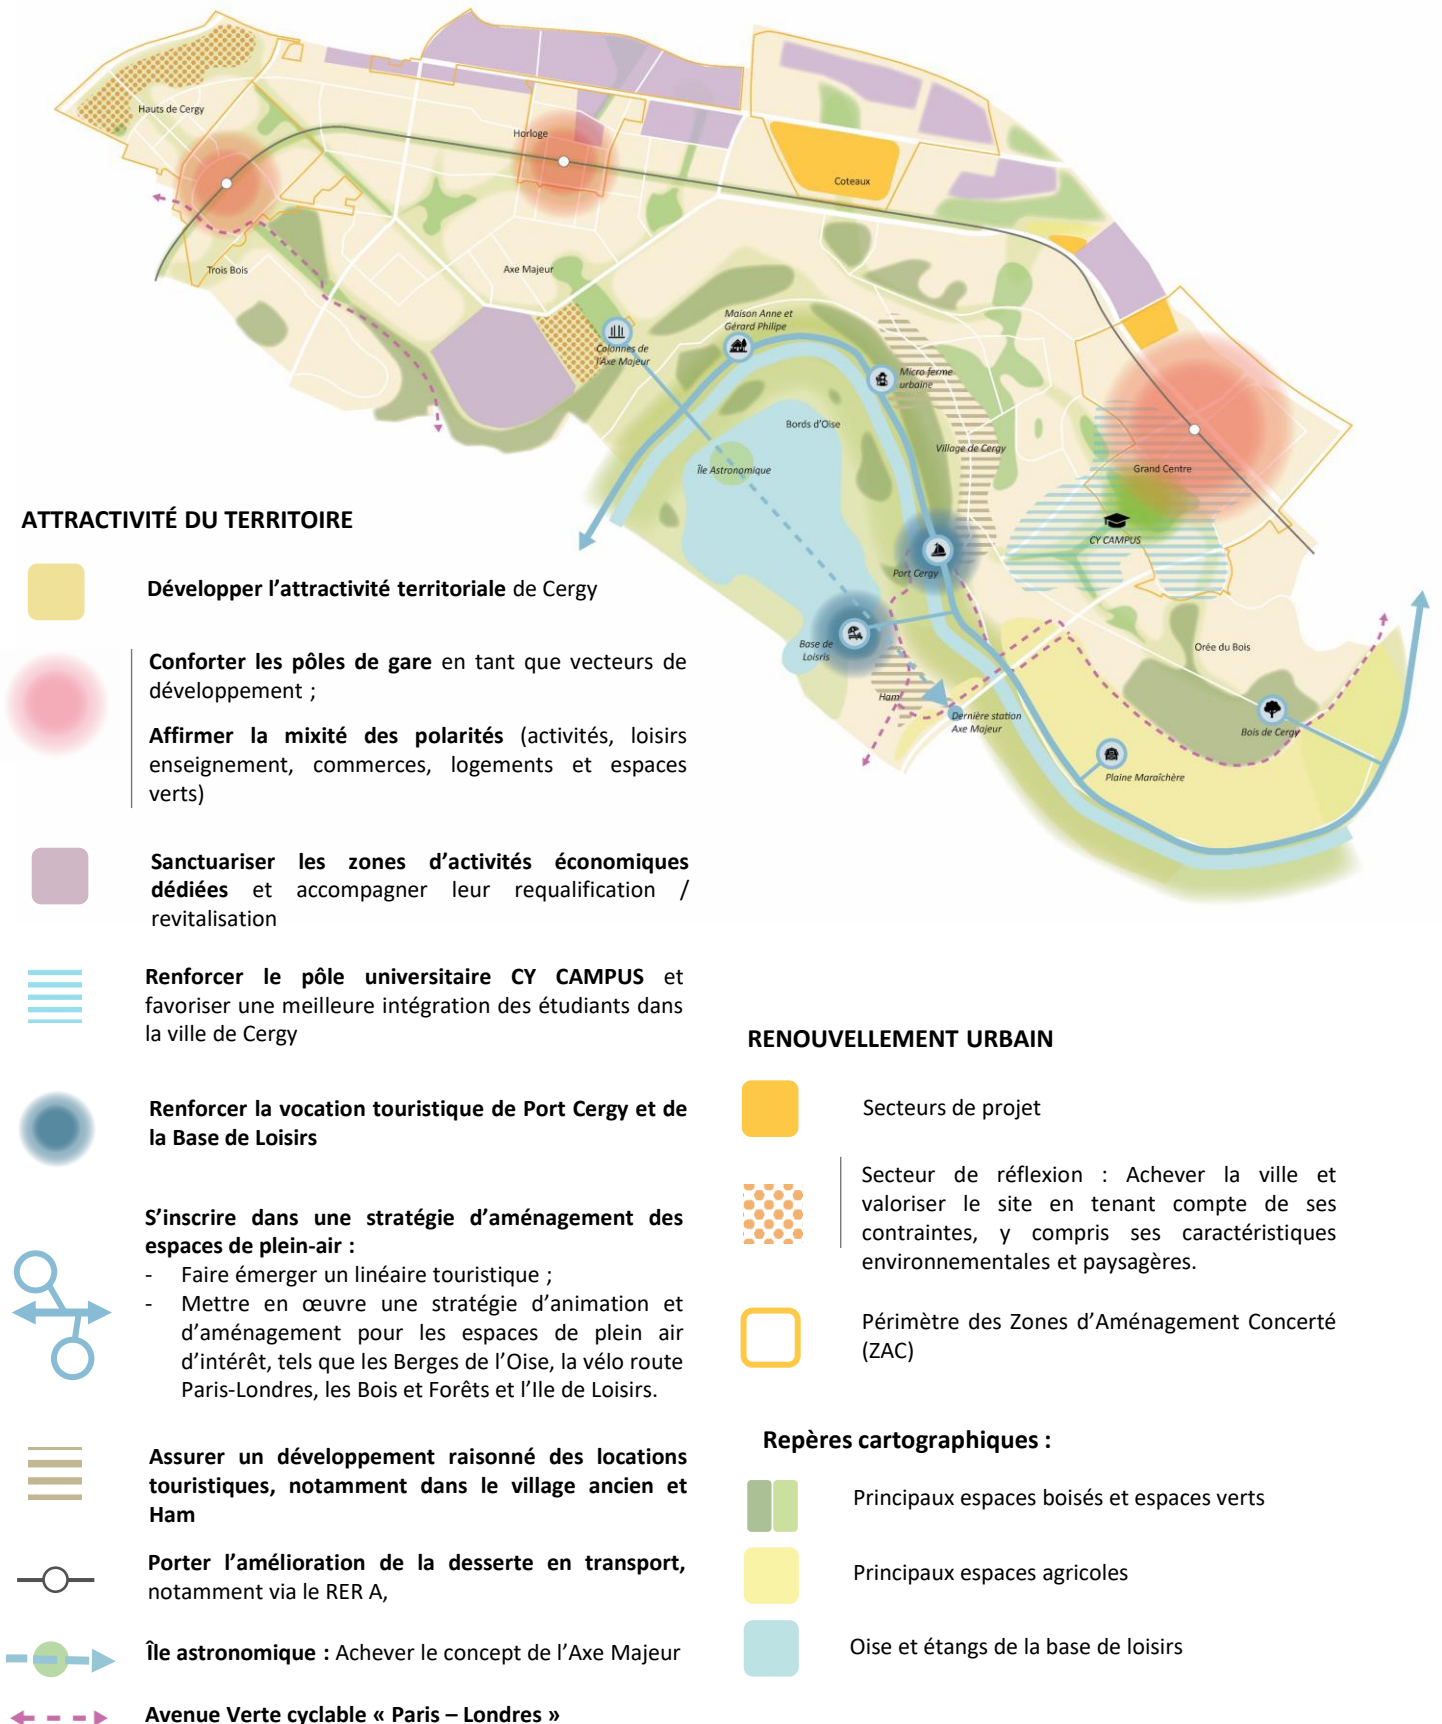 Hauts de Cergy
Horloge
Coteaux
Trois Bois
Axe Majeur
Maison Anne et
Gérard Philipe
Colonnes de
l'Axe Majeur
Micro ferme
urbaine
Bords d'Oise
Village de Cergy
Île Astronomique
Grand Centre
CY CAMPUS
Port Cergy
Base de
Loisris
Orée du Bois
Ham
Dernière station
Axe Majeur
Bois de Cergy
Plaine Maraîchère
ATTRACTIVITÉ DU TERRITOIRE
Développer l'attractivité territoriale de Cergy
Conforter les pôles de gare en tant que vecteurs de
développement ;
Affirmer la mixité des polarités (activités, loisirs
enseignement, commerces, logements et espaces
verts)
Sanctuariser les zones d'activités économiques
dédiées et accompagner leur requalification /
revitalisation
Renforcer le pôle universitaire CY CAMPUS et
favoriser une meilleure intégration des étudiants dans
la ville de Cergy
Renforcer la vocation touristique de Port Cergy et de
la Base de Loisirs
S'inscrire dans une stratégie d'aménagement des
espaces de plein-air :
- Faire émerger un linéaire touristique ;
- Mettre en œuvre une stratégie d'animation et
d'aménagement pour les espaces de plein air
d'intérêt, tels que les Berges de l'Oise, la vélo route
Paris-Londres, les Bois et Forêts et l'Ile de Loisirs.
Assurer un développement raisonné des locations
touristiques, notamment dans le village ancien et
Ham
Porter l'amélioration de la desserte en transport,
notamment via le RER A,
Île astronomique : Achever le concept de l'Axe Majeur
Avenue Verte cyclable « Paris – Londres »
RENOUVELLEMENT URBAIN
Secteurs de projet
Secteur de réflexion : Achever la ville et
valoriser le site en tenant compte de ses
contraintes, y compris ses caractéristiques
environnementales et paysagères.
Périmètre des Zones d'Aménagement Concerté
(ZAC)
Repères cartographiques :
Principaux espaces boisés et espaces verts
Principaux espaces agricoles
Oise et étangs de la base de loisirs